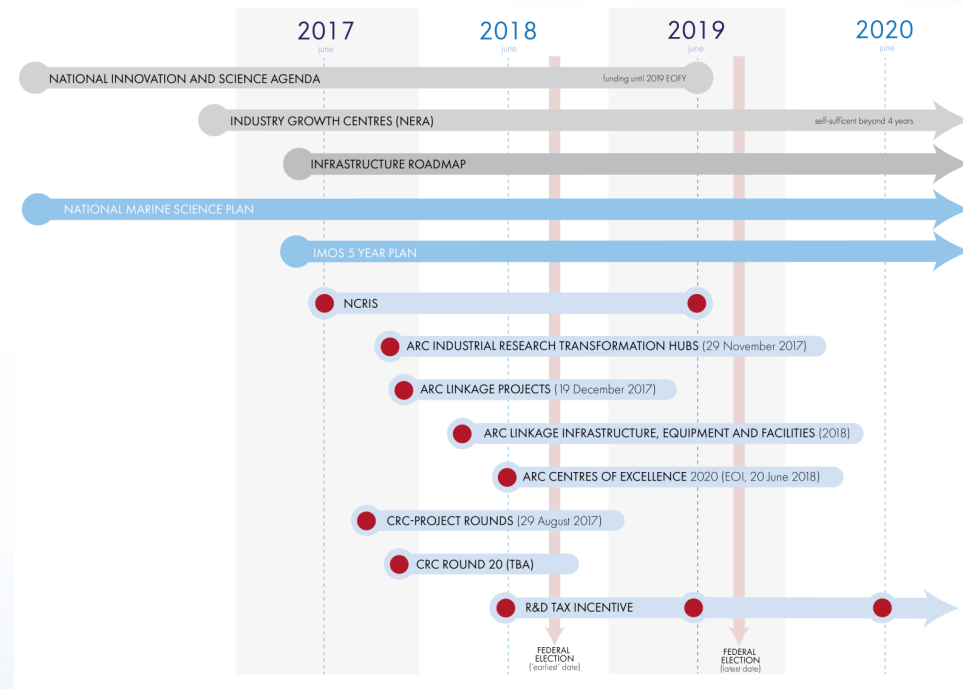 2017
june
2018
june
2019
june
2020
june
NATIONAL INNOVATION AND SCIENCE AGENDA
funding until 2019 EOFY
INDUSTRY GROWTH CENTRES (NERA)
self-sufficent beyond 4 years
INFRASTRUCTURE ROADMAP
NATIONAL MARINE SCIENCE PLAN
IMOS 5 YEAR PLAN
NCRIS
ARC INDUSTRIAL RESEARCH TRANSFORMATION HUBS (29 November 2017)
ARC LINKAGE PROJECTS (19 December 2017)
ARC LINKAGE INFRASTRUCTURE, EQUIPMENT AND FACILITIES (2018)
ARC CENTRES OF EXCELLENCE 2020 (EOI, 20 June 2018)
CRC-PROJECT ROUNDS (29 August 2017)
CRC ROUND 20 (TBA)
R&D TAX INCENTIVE
FEDERAL
ELECTION
('earliest' date)
FEDERAL
ELECTION
(latest date)